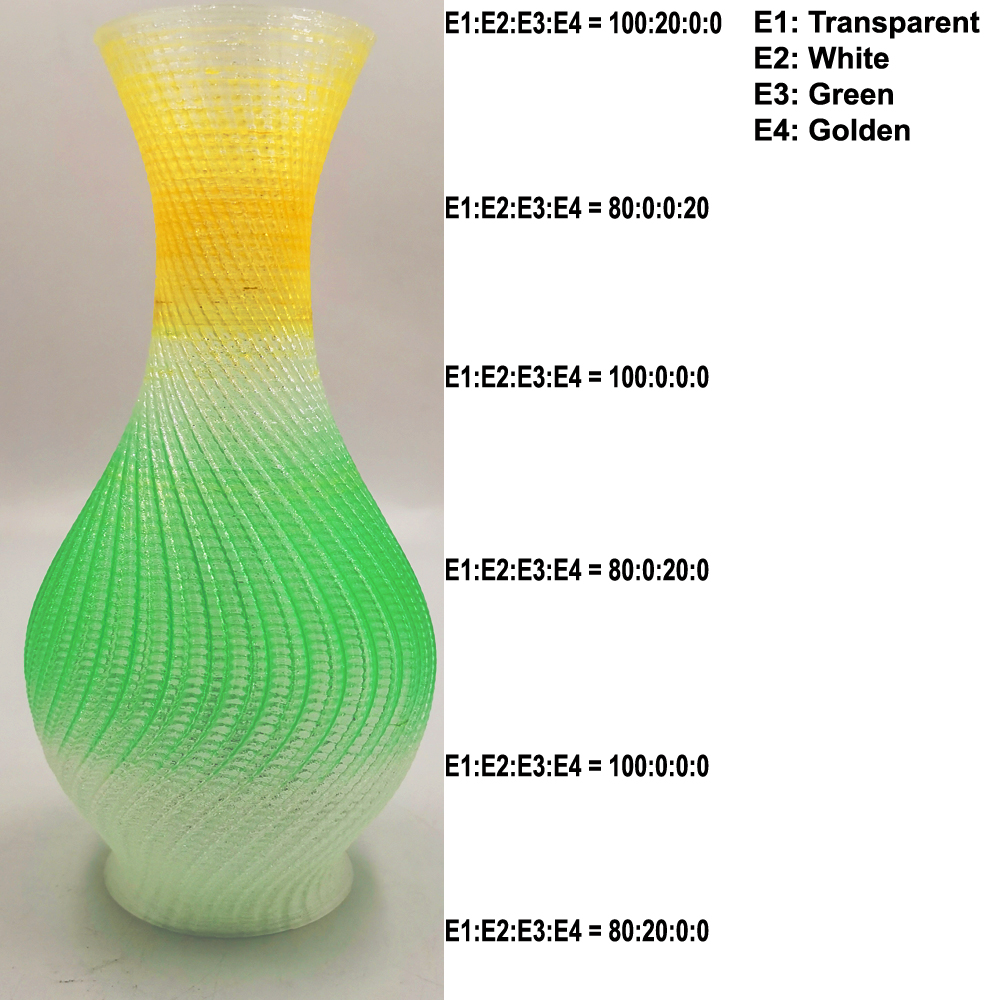 E1:E2:E3:E4 = 100:20:0:0
E1: Transparent
E2: White
E3: Green
E4: Golden
E1:E2:E3:E4 = 80:0:0:20
E1:E2:E3:E4 = 100:0:0:0
E1:E2:E3:E4 = 80:0:20:0
E1:E2:E3:E4 = 100:0:0:0
E1:E2:E3:E4 = 80:20:0:0